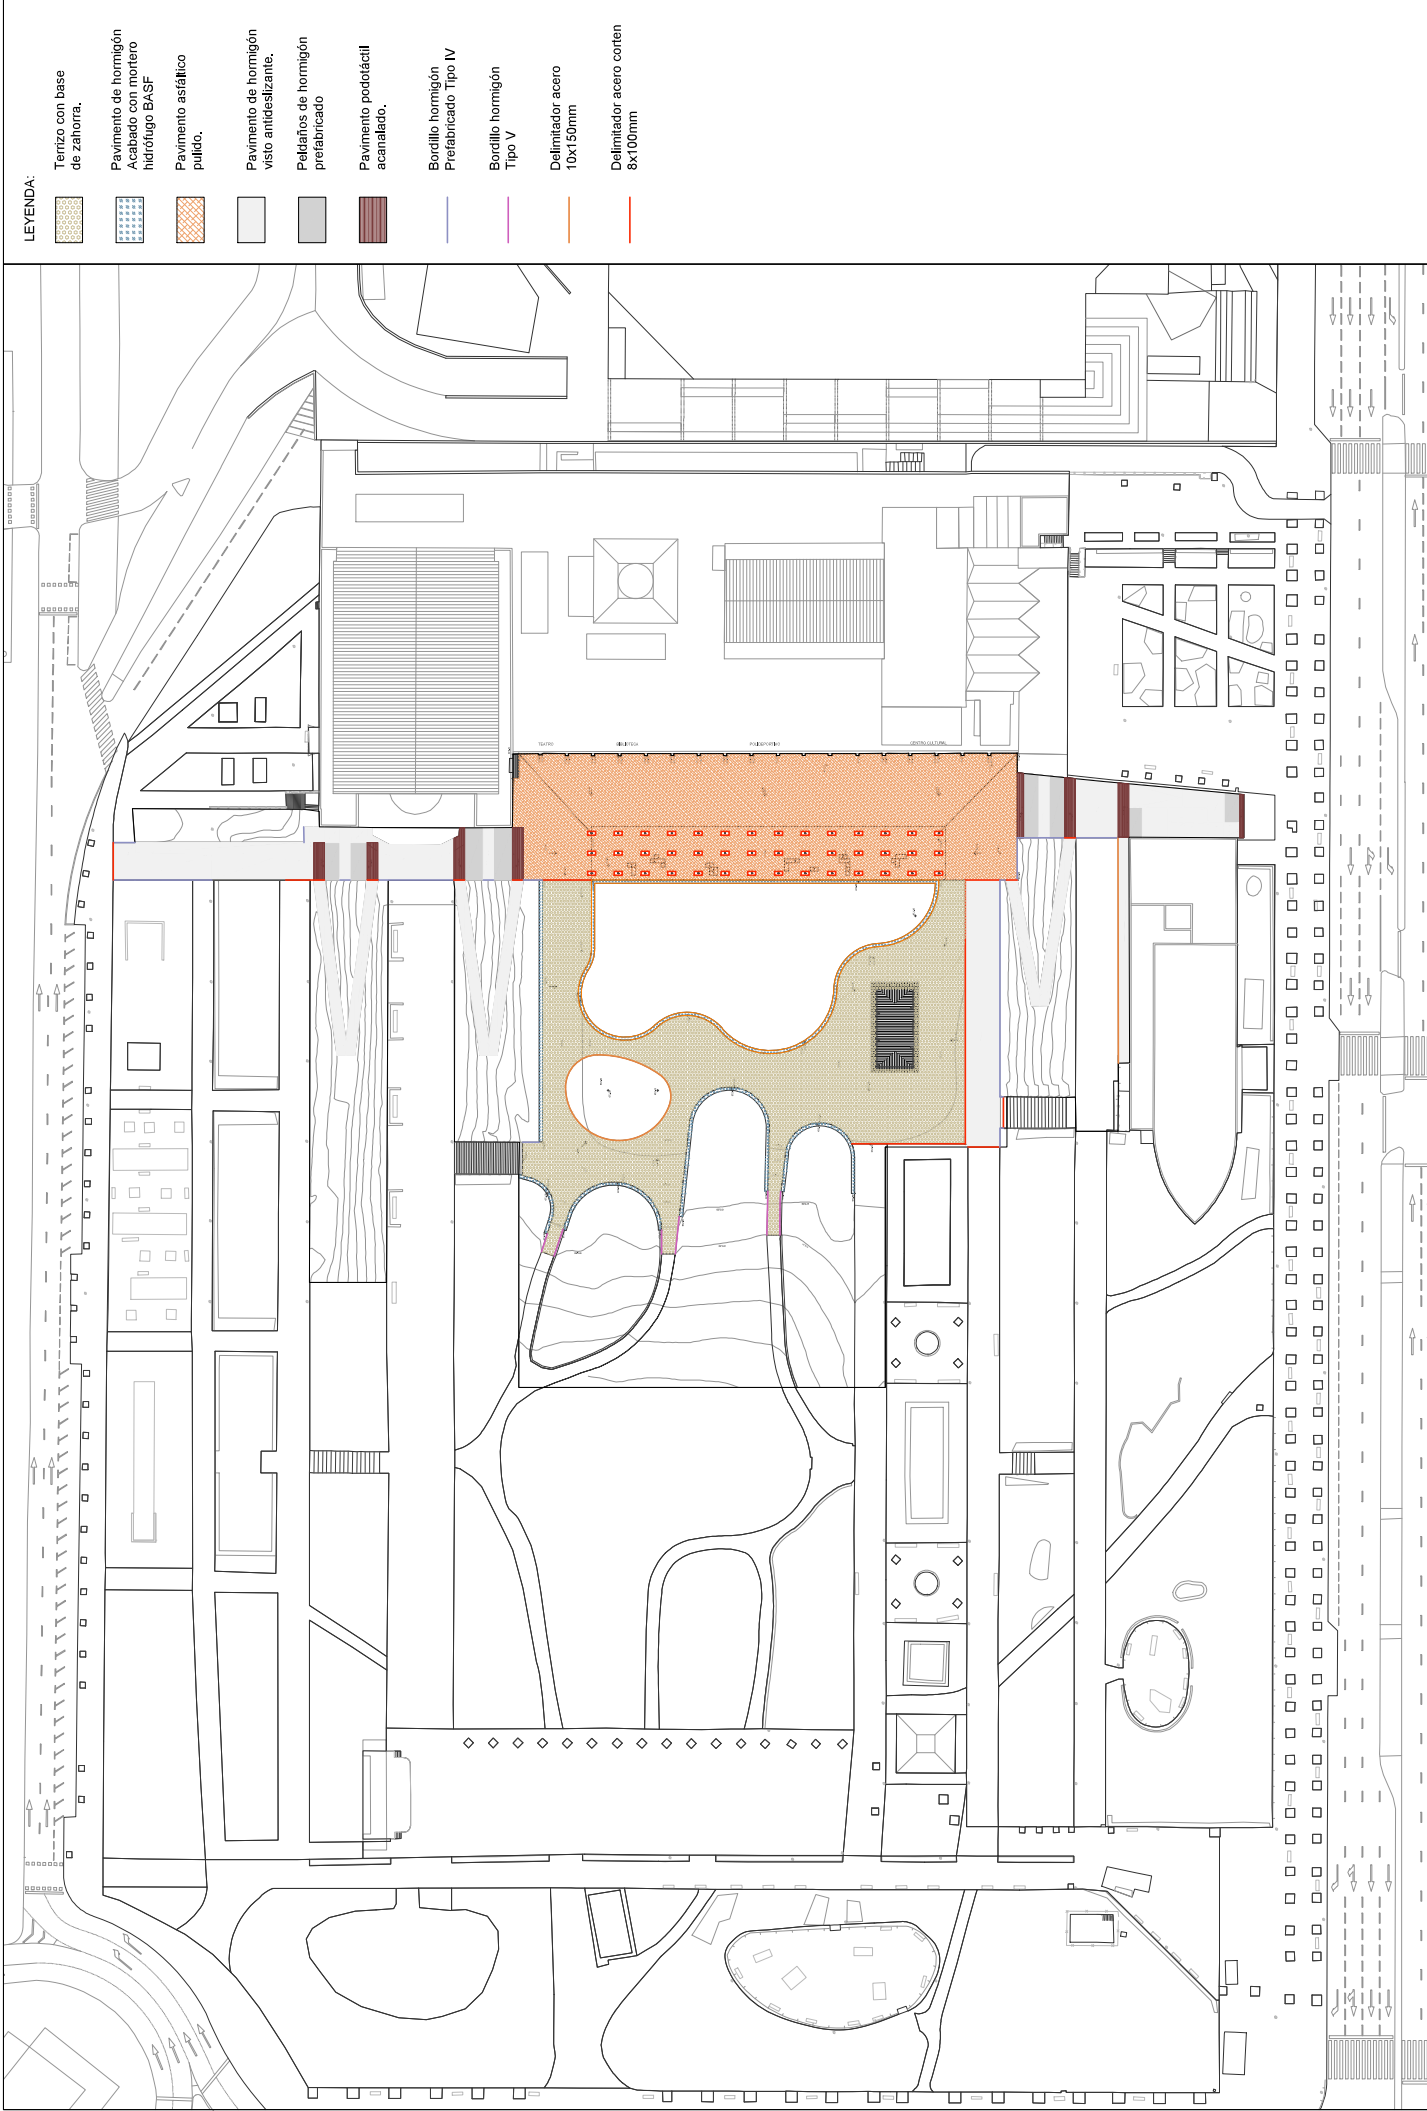 LEYENDA:
Terrizo con base
de zahorra.
Pavimento de hormigón
Acabado con mortero
hidrófugo BASF
Pavimento asfáltico
pulido.
Pavimento de hormigón
visto antideslizante.
Peldaños de hormigón
prefabricado
Pavimento podotáctil
acanalado.
Bordillo hormigón
Prefabricado Tipo IV
Bordillo hormigón
Tipo V
Delimitador acero
10x150mm
Delimitador acero corten
8x100mm
TEATRO
BIBLIOTECA
POLIDEPORTIVO
CENTRO CULTURAL